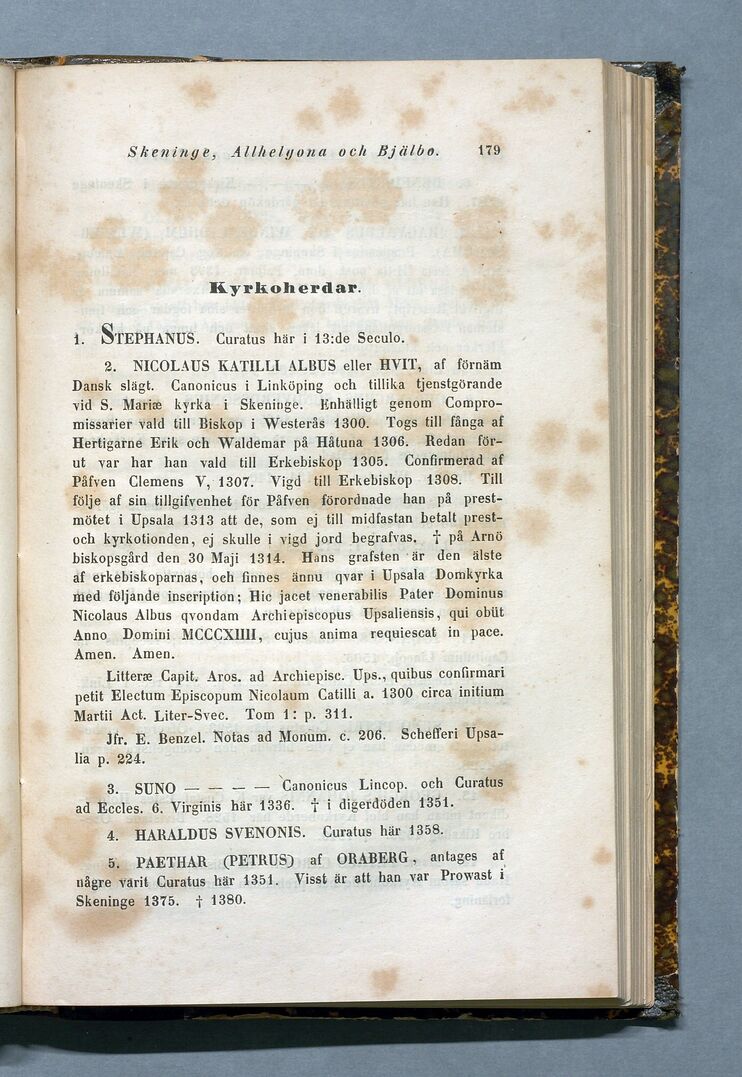 Skeninge, Allhelgona och Bjälbo. 179
Kyrkoherdar.
1. STEPHANUS. Curatus här i 13:de Seculo.
2. NICOLAUS KATILLI ALBUS eller HVIT, af förnäm
Dansk slägt. Canonicus i Linköping och tillika tjenstgörande
vid S. Mariæ kyrka i Skeninge. Enhälligt genom Compro-
missarier vald till Biskop i Westerås 1300. Togs till fånga af
Hertigarne Erik och Waldemar på Håtuna 1306. Redan för-
ut var har han vald till Erkebiskop 1305. Confirmerad af
Påfven Clemens V, 1307. Vigd till Erkebiskop 1308. Till
följe af sin tillgifvenhet för Påfven förordnade han på prest-
mötet i Upsala 1313 att de, som ej till midfastan betalt prest-
och kyrkotionden, ej skulle i vigd jord begrafvas. † på Arnö
biskopsgård den 30 Maji 1314. Hans grafsten är den älste
af erkebiskoparnas, och finnes ännu qvar i Upsala Domkyrka
med följande inscription; Hic jacet venerabilis Pater Dominus
Nicolaus Albus qvondam Archiepiscopus Upsaliensis, qui obiit
Anno Domini MCCCXIIII, cujus anima requiescat in pace.
Amen. Amen.
Litteræ Capit. Aros. ad Archiepisc. Ups., quibus confirmari
petit Electum Episcopum Nicolaum Catilli a. 1300 circa initium
Martii Act. Liter-Svec. Tom 1: p. 311.
Jfr. E. Benzel. Notas ad Monum. c. 206. Schefferi Upsa-
lia p. 224.
3. SUNO — — — — Canonicus Lincop. och Curatus
ad Eccles. 6. Virginis här 1336. † i digerdöden 1351.
4. HARALDUS SVENONIS. Curatus här 1358.
5. PAETHAR (PETRUS) af ORABERG, antages af
någre varit Curatus här 1351. Visst är att han var Prowast i
Skeninge 1375. † 1380.